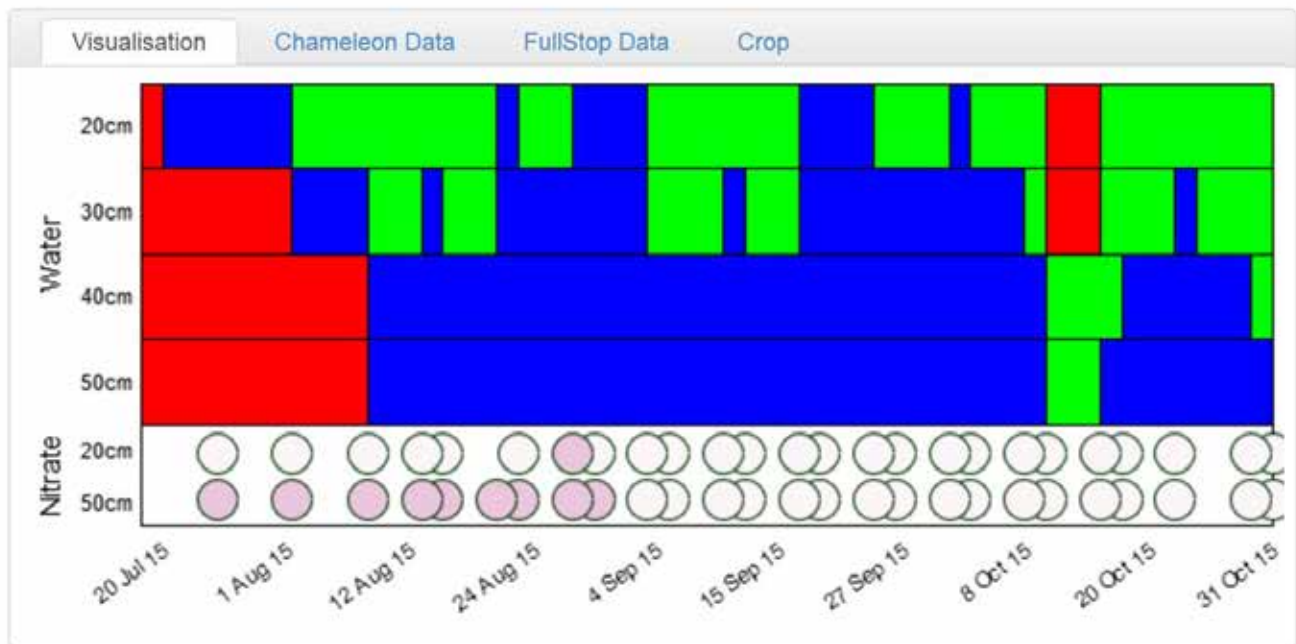 Visualisation Chameleon Data FullStop Data Crop
Water
20cm
30cm
40cm
50cm
Nitrate
20cm
50cm
20 Jul 15 1 Aug 15 12 Aug 15 24 Aug 15 4 Sep 15 15 Sep 15 27 Sep 15 8 Oct 15 20 Oct 15 31 Oct 15